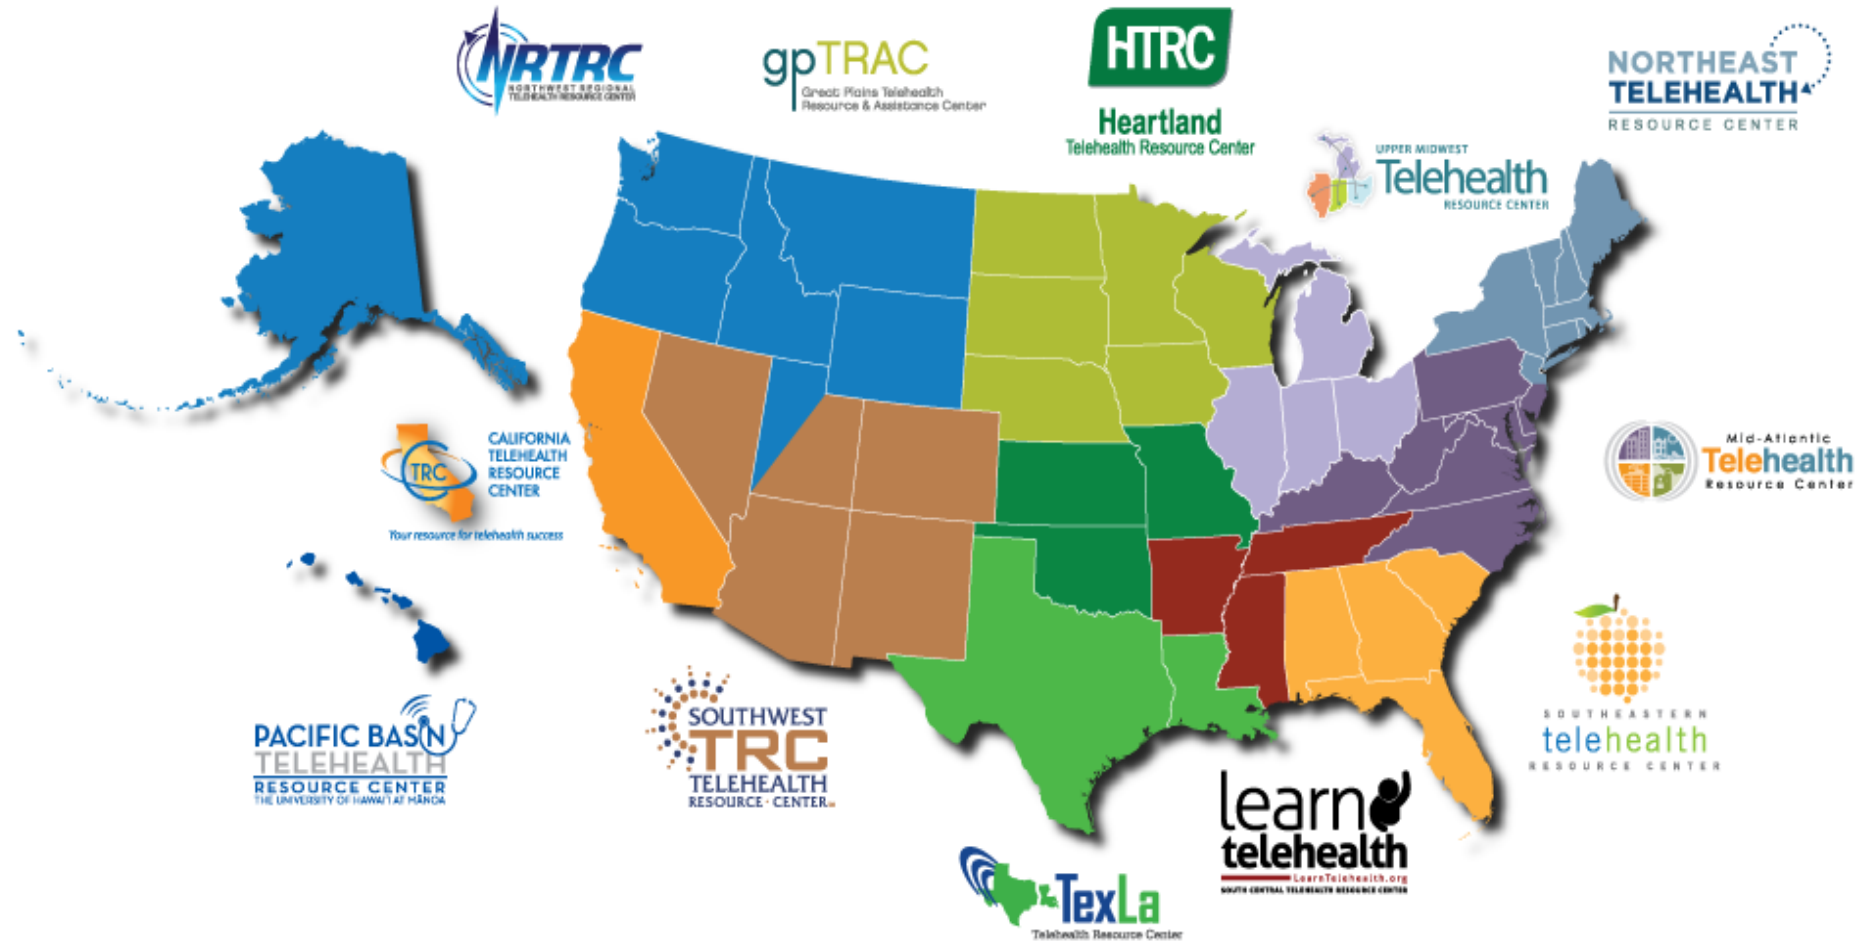 NRTRC
NORTHWEST REGIONAL
TELEHEALTH RESOURCE CENTER
gpTRAC
Great Plains Telehealth
Resource & Assistance Center
HTRC
Heartland
Telehealth Resource Center
NORTHEAST
TELEHEALTH
RESOURCE CENTER
UPPER MIDWEST
Telehealth
RESOURCE CENTER
TRC
CALIFORNIA
TELEHEALTH
RESOURCE
CENTER
Your resource for telehealth success
Mid-Atlantic
Telehealth
Resource Center
PACIFIC BASIN
TELEHEALTH
RESOURCE CENTER
THE UNIVERSITY OF HAWAI'I AT MĀNOA
SOUTHWEST
TRC
TELEHEALTH
RESOURCE · CENTER
SOUTHEASTERN
telehealth
RESOURCE CENTER
learn
telehealth
LearnTelehealth.org
SOUTH CENTRAL TELEHEALTH RESOURCE CENTER
TexLa
Telehealth Resource Center